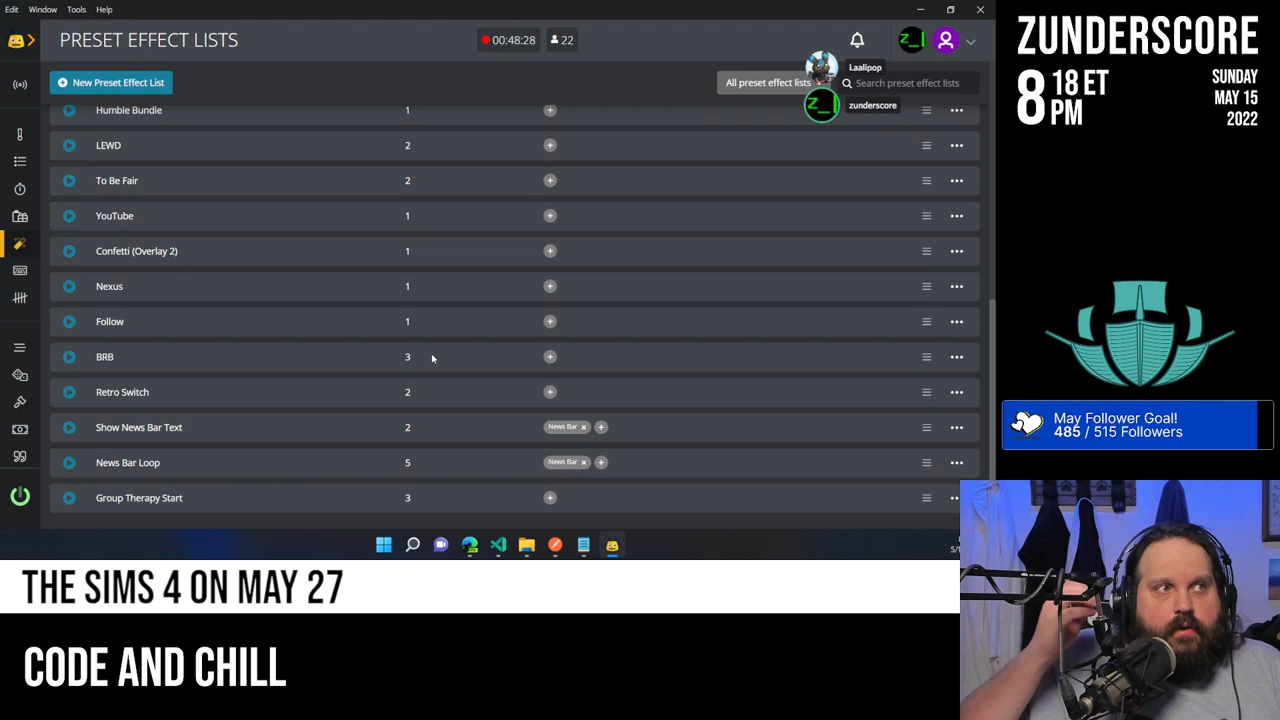 Edit Window Tools Help
PRESET EFFECT LISTS
00:48:28
22
z_|
New Preset Effect List
All preset effect lists
Search preset effect lists
Laalipop
z_|
zunderscore
Humble Bundle 1
LEWD 2
To Be Fair 2
YouTube 1
Confetti (Overlay 2) 1
Nexus 1
Follow 1
BRB 3
Retro Switch 2
Show News Bar Text 2 News Bar
News Bar Loop 5 News Bar
Group Therapy Start 3
ZUNDERSCORE
8 18 ET
PM
SUNDAY
MAY 15
2022
May Follower Goal!
485 / 515 Followers
THE SIMS 4 ON MAY 27
CODE AND CHILL